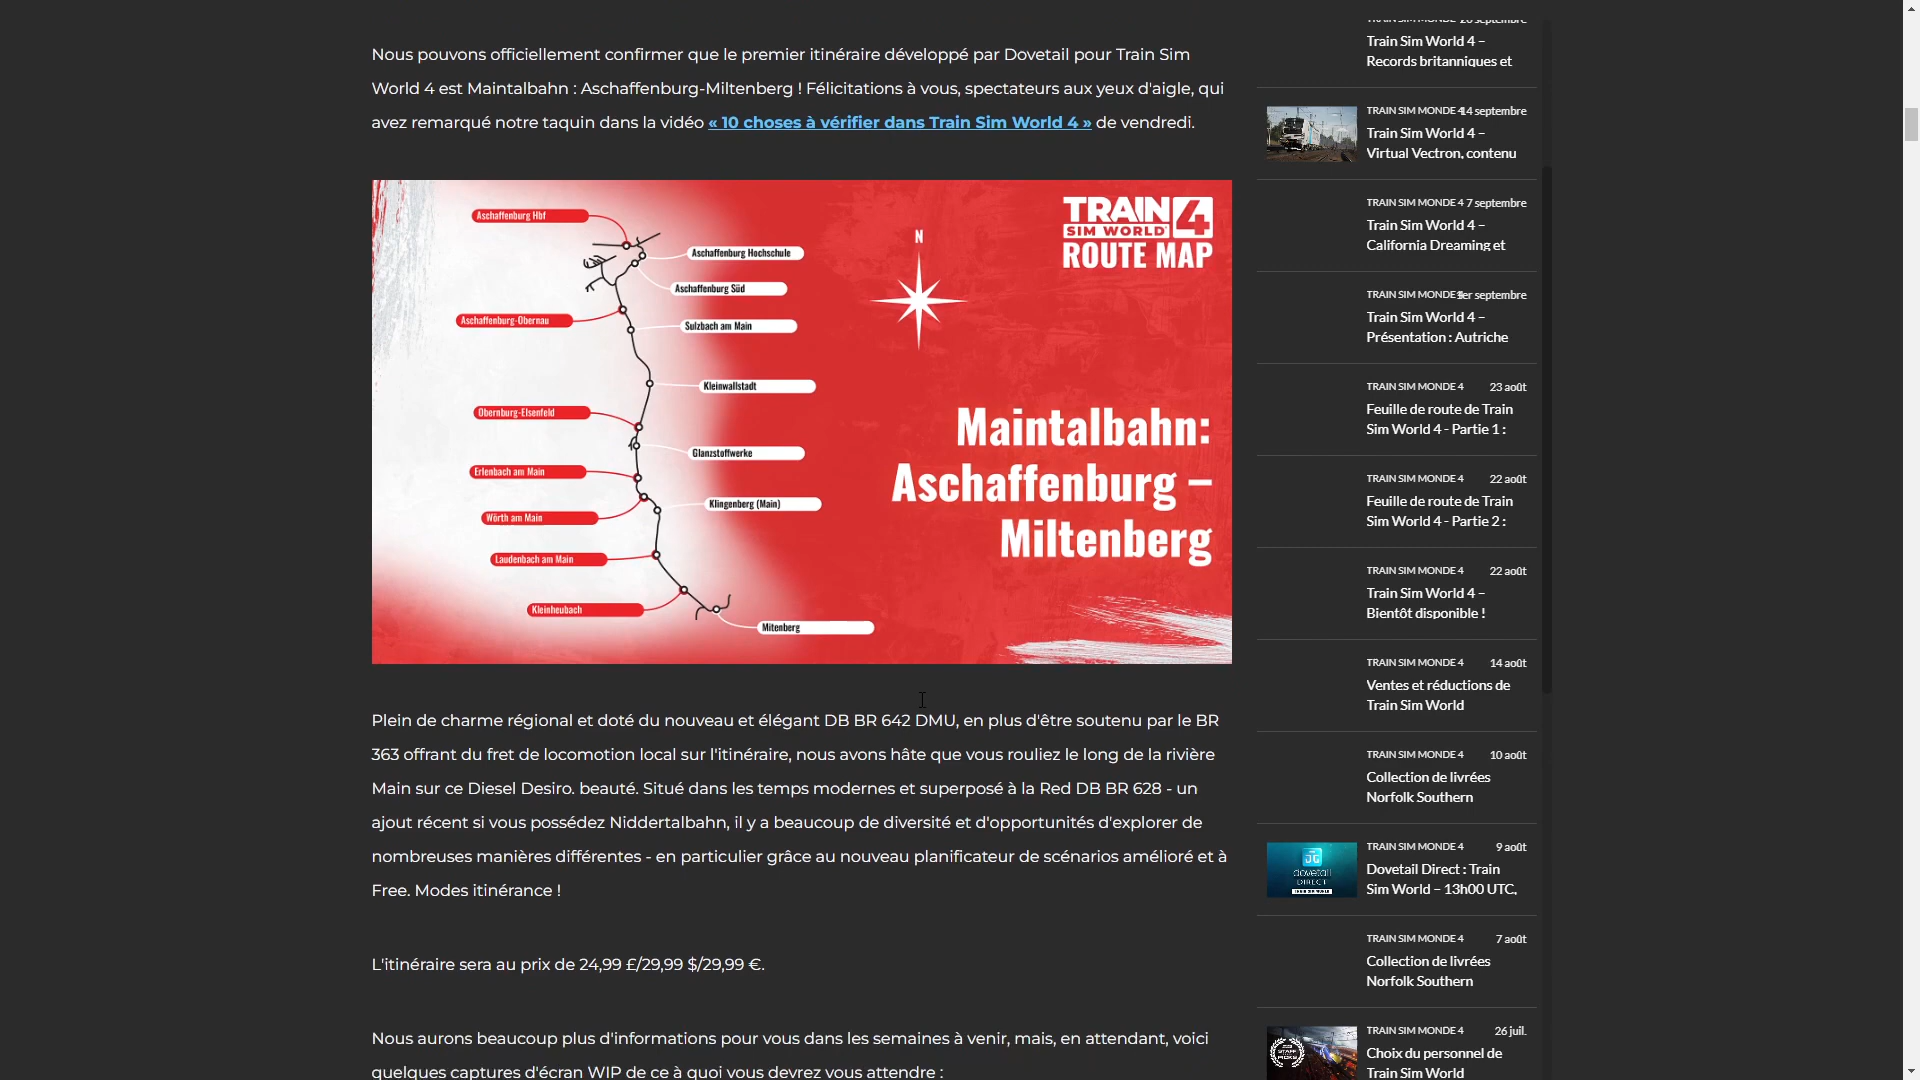 Nous pouvons officiellement confirmer que le premier itinéraire développé par Dovetail pour Train Sim
World 4 est Maintalbahn : Aschaffenburg-Miltenberg ! Félicitations à vous, spectateurs aux yeux d'aigle, qui
avez remarqué notre taquin dans la vidéo « 10 choses à vérifier dans Train Sim World 4 » de vendredi.
TRAIN 4
SIM WORLD
ROUTE MAP
N
Aschaffenburg Hbf
Aschaffenburg Hochschule
Aschaffenburg Süd
Aschaffenburg-Obernau
Sulzbach am Main
Kleinwallstadt
Obernburg-Elsenfeld
Glanzstoffwerke
Erlenbach am Main
Klingenberg (Main)
Wörth am Main
Laudenbach am Main
Kleinheubach
Mitenberg
Maintalbahn:
Aschaffenburg –
Miltenberg
Plein de charme régional et doté du nouveau et élégant DB BR 642 DMU, en plus d'être soutenu par le BR
363 offrant du fret de locomotion local sur l'itinéraire, nous avons hâte que vous rouliez le long de la rivière
Main sur ce Diesel Desiro. beauté. Situé dans les temps modernes et superposé à la Red DB BR 628 - un
ajout récent si vous possédez Niddertalbahn, il y a beaucoup de diversité et d'opportunités d'explorer de
nombreuses manières différentes - en particulier grâce au nouveau planificateur de scénarios amélioré et à
Free. Modes itinérance !
L'itinéraire sera au prix de 24,99 £/29,99 $/29,99 €.
Nous aurons beaucoup plus d'informations pour vous dans les semaines à venir, mais, en attendant, voici
quelques captures d'écran WIP de ce à quoi vous devrez vous attendre :
Train Sim World 4 –
Records britanniques et
TRAIN SIM MONDE 4 14 septembre
Train Sim World 4 –
Virtual Vectron, contenu
TRAIN SIM MONDE 4 7 septembre
Train Sim World 4 –
California Dreaming et
TRAIN SIM MONDE 4 1er septembre
Train Sim World 4 –
Présentation : Autriche
TRAIN SIM MONDE 4 23 août
Feuille de route de Train
Sim World 4 - Partie 1 :
TRAIN SIM MONDE 4 22 août
Feuille de route de Train
Sim World 4 - Partie 2 :
TRAIN SIM MONDE 4 22 août
Train Sim World 4 –
Bientôt disponible !
TRAIN SIM MONDE 4 14 août
Ventes et réductions de
Train Sim World
TRAIN SIM MONDE 4 10 août
Collection de livrées
Norfolk Southern
TRAIN SIM MONDE 4 9 août
dovetail
DIRECT
Dovetail Direct : Train
Sim World – 13h00 UTC,
TRAIN SIM MONDE 4 7 août
Collection de livrées
Norfolk Southern
TRAIN SIM MONDE 4 26 juil.
STAFF
PICKS
Choix du personnel de
Train Sim World